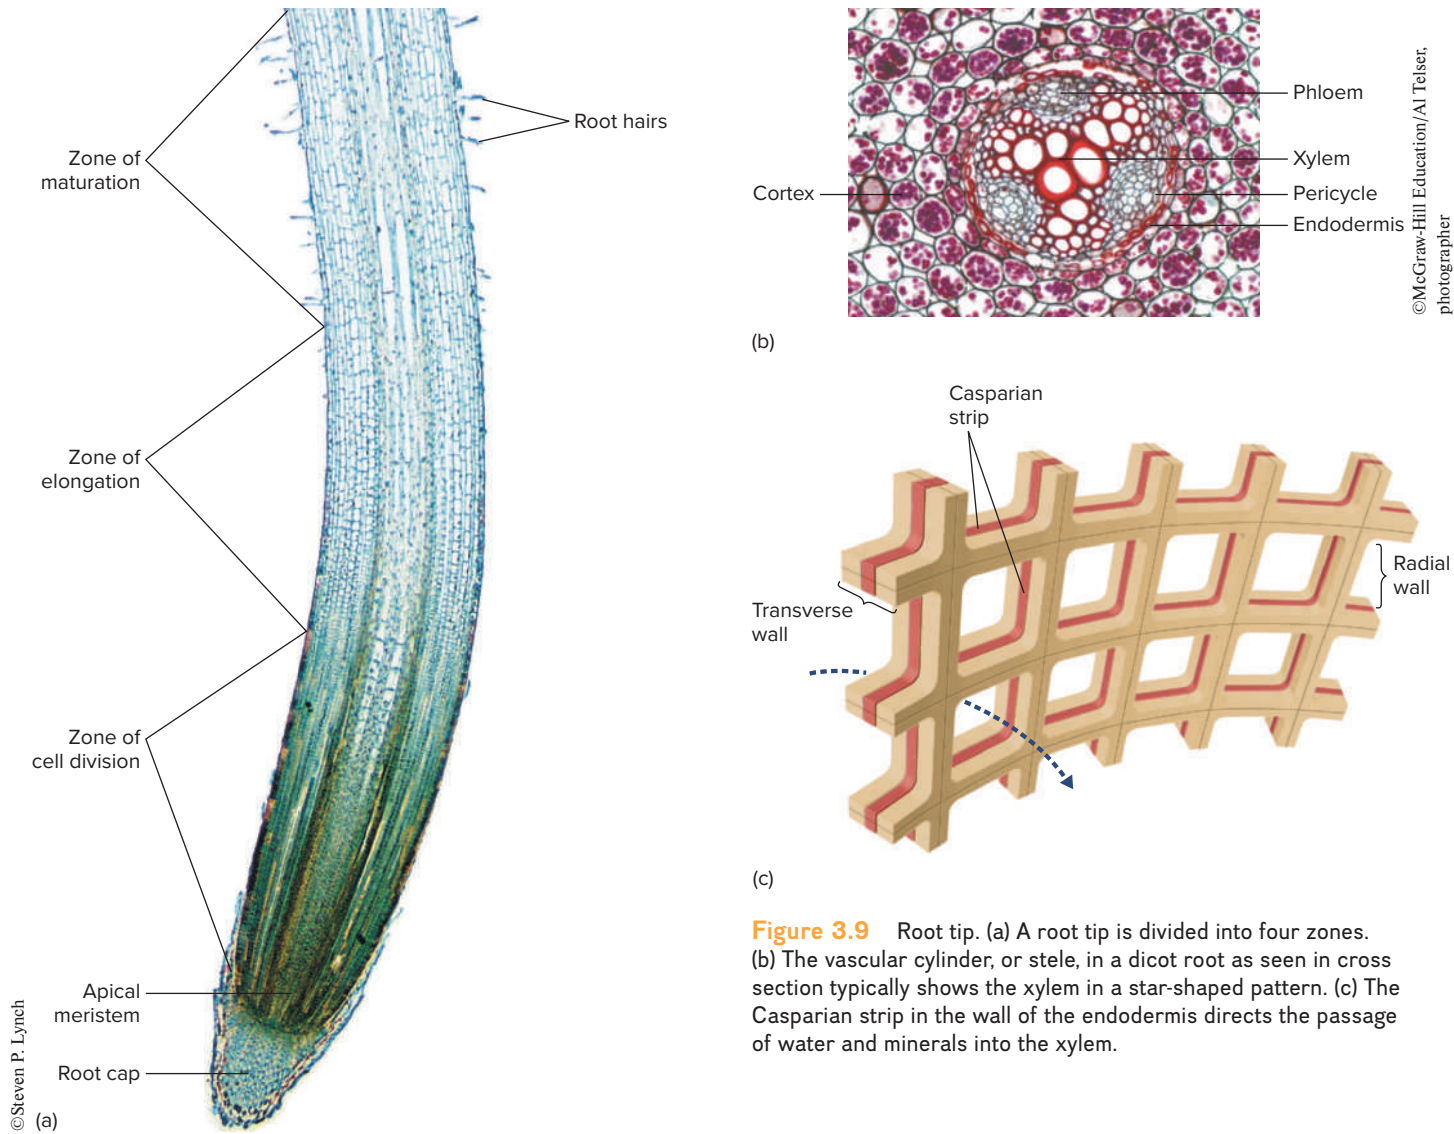 Zone of
maturation
Root hairs
Zone of
elongation
Zone of
cell division
Apical
meristem
Root cap
©Steven P. Lynch
(a)
Phloem
Xylem
Cortex
Pericycle
Endodermis
©McGraw-Hill Education/Al Telser,
photographer
(b)
Casparian
strip
Radial
wall
Transverse
wall
(c)
Figure 3.9 Root tip. (a) A root tip is divided into four zones.
(b) The vascular cylinder, or stele, in a dicot root as seen in cross
section typically shows the xylem in a star-shaped pattern. (c) The
Casparian strip in the wall of the endodermis directs the passage
of water and minerals into the xylem.